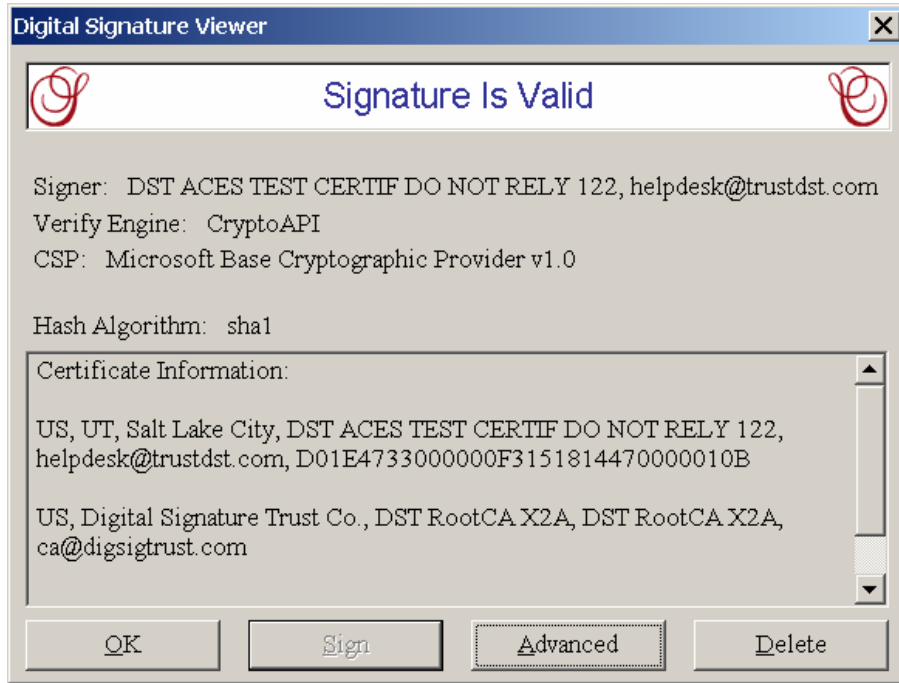 Digital Signature Viewer
Signature Is Valid
Signer: DST ACES TEST CERTIF DO NOT RELY 122, helpdesk@trustdst.com
Verify Engine: CryptoAPI
CSP: Microsoft Base Cryptographic Provider v1.0
Hash Algorithm: sha1
Certificate Information:
US, UT, Salt Lake City, DST ACES TEST CERTIF DO NOT RELY 122,
helpdesk@trustdst.com, D01E4733000000F3151814470000010B
US, Digital Signature Trust Co., DST RootCA X2A, DST RootCA X2A,
ca@digsigtrust.com
OK Sign Advanced Delete